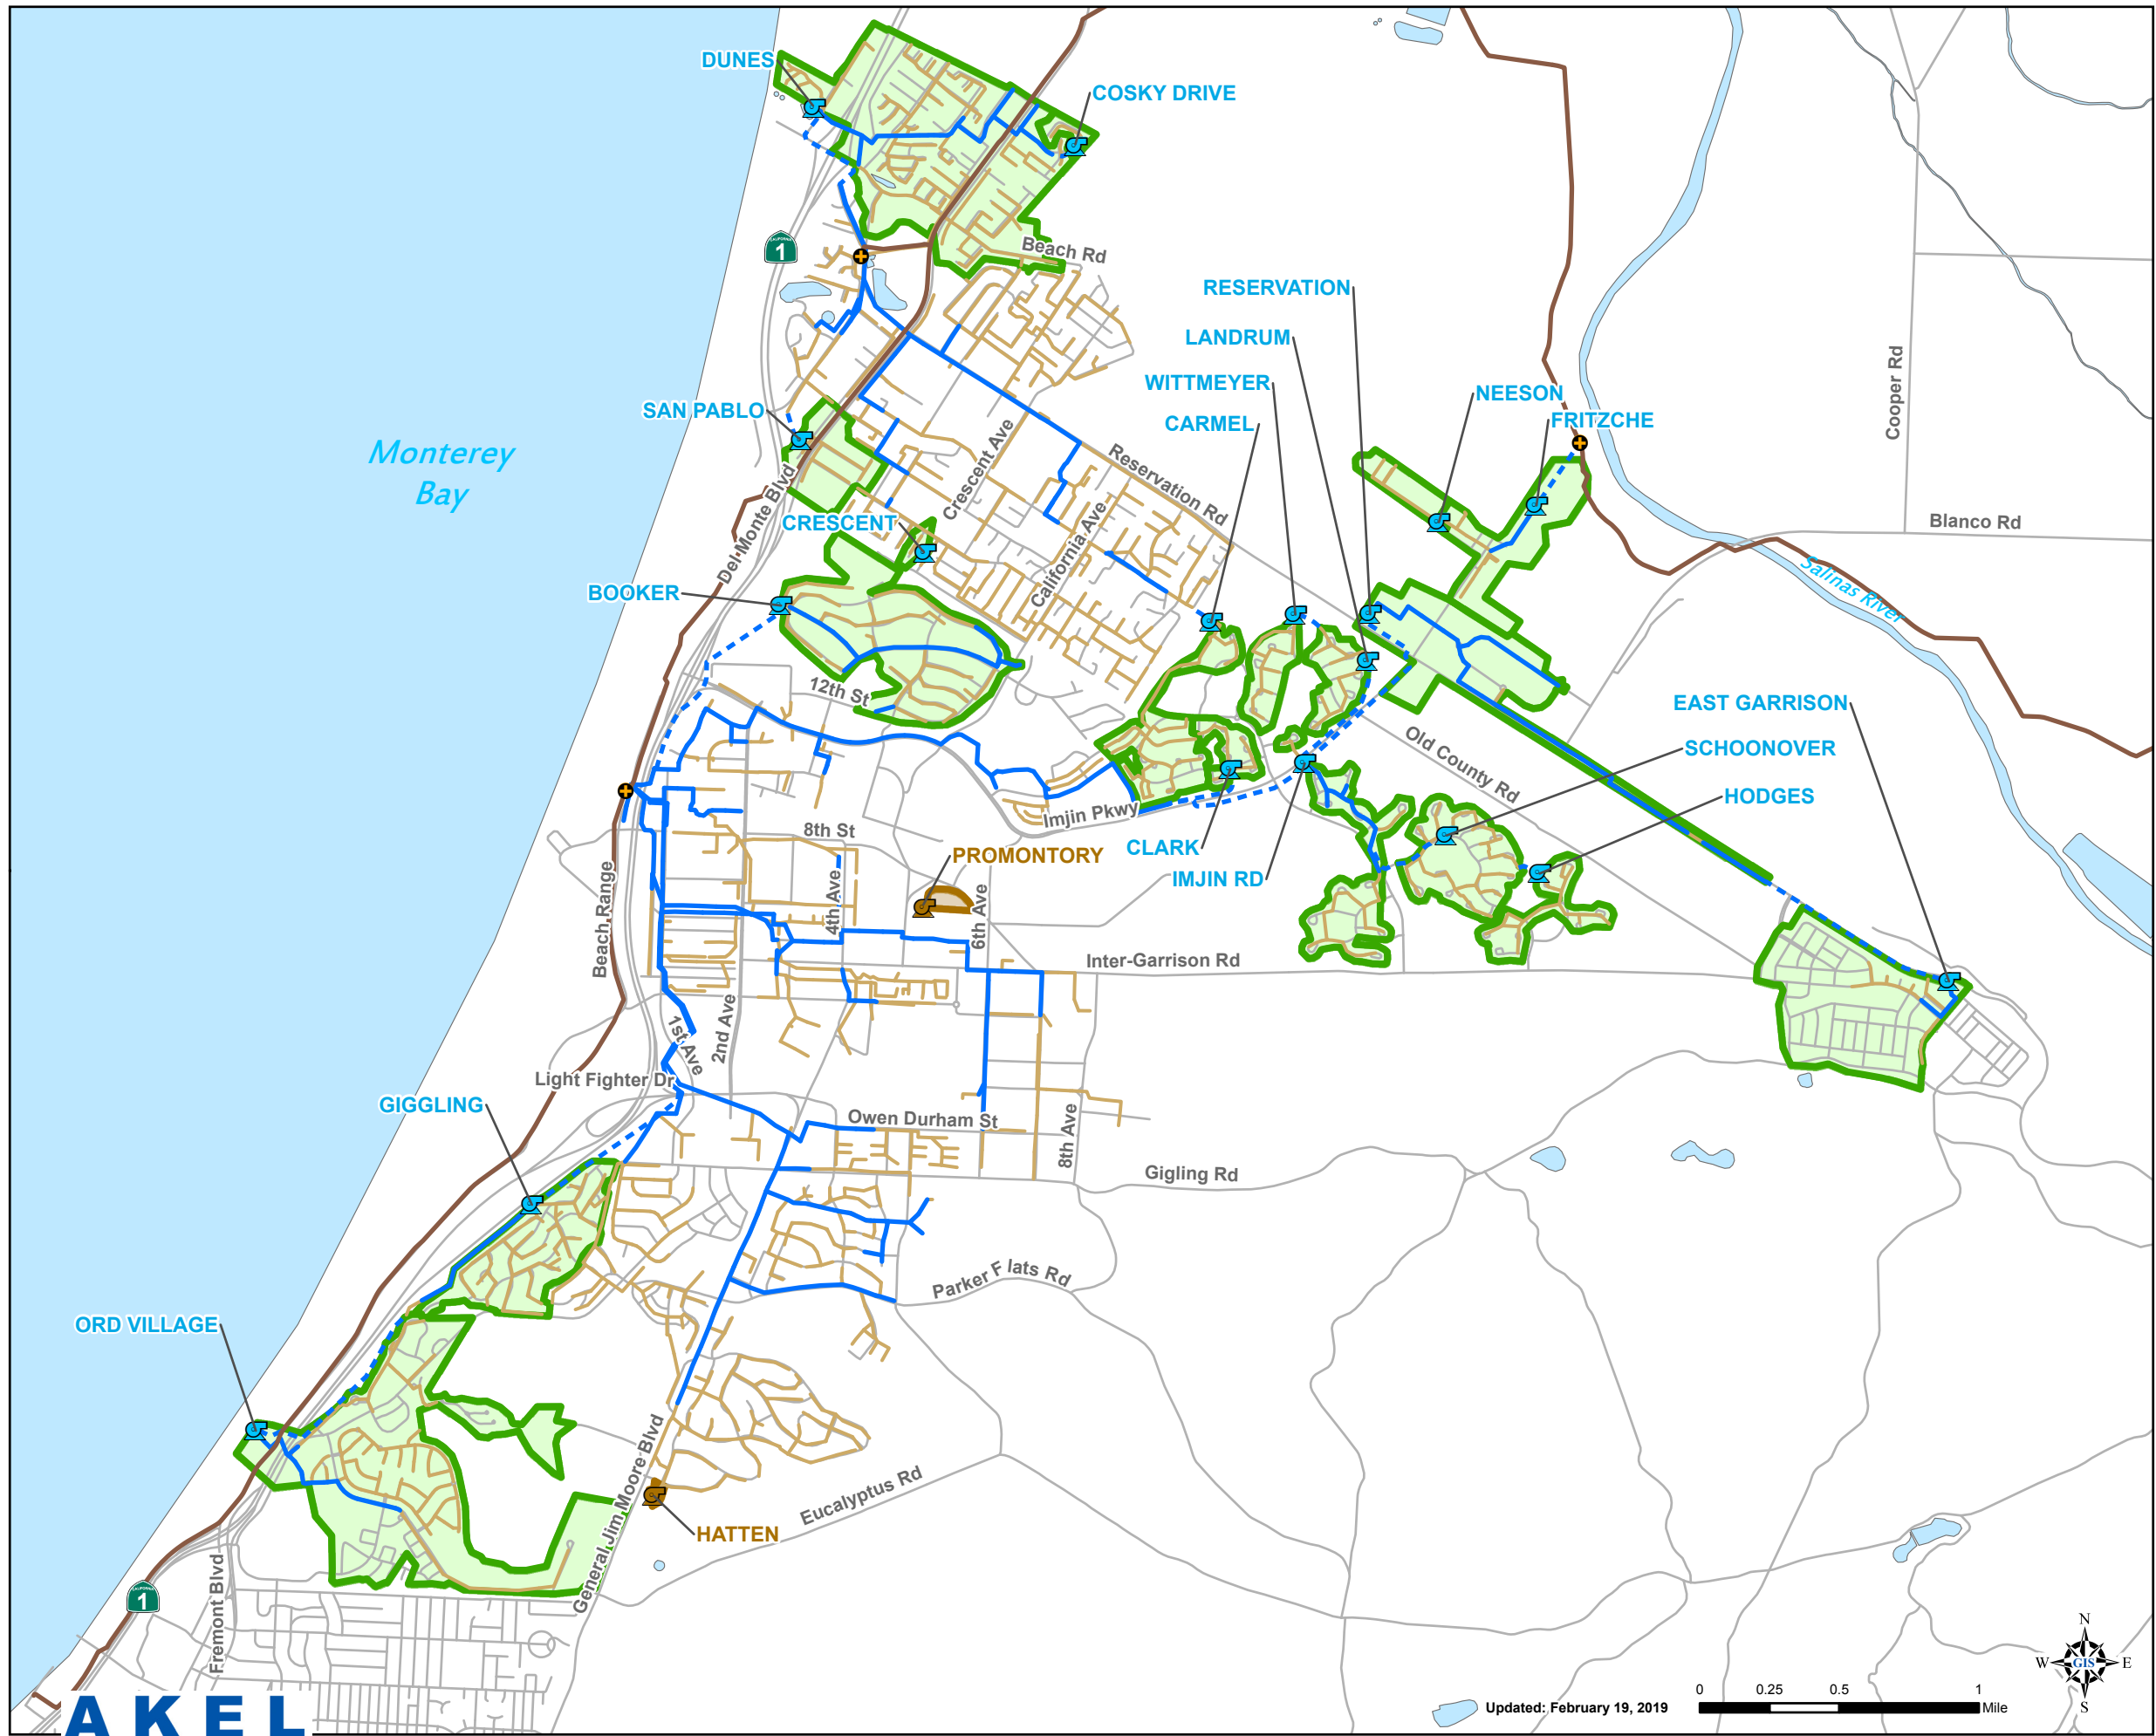 DUNES
COSKY DRIVE
CALIFORNIA
1
Beach Rd
RESERVATION
LANDRUM
WITTMEYER
CARMEL
NEESON
FRITZCHE
SAN PABLO
Monterey
Bay
Cooper Rd
Crescent Ave
Reservation Rd
Del Monte Blvd
CRESCENT
California Ave
Blanco Rd
Salinas River
BOOKER
12th St
EAST GARRISON
SCHOONOVER
HODGES
Old County Rd
Imjin Pkwy
8th St
CLARK
IMJIN RD
PROMONTORY
4th Ave
6th Ave
Beach Range
Inter-Garrison Rd
1st Ave
2nd Ave
Light Fighter Dr
GIGGLING
Owen Durham St
8th Ave
Gigling Rd
Parker Flats Rd
ORD VILLAGE
General Jim Moore Blvd
Eucalyptus Rd
HATTEN
CALIFORNIA
1
Fremont Blvd
N
W GIS E
S
0 0.25 0.5 1
Updated: February 19, 2019
Mile
AKEL